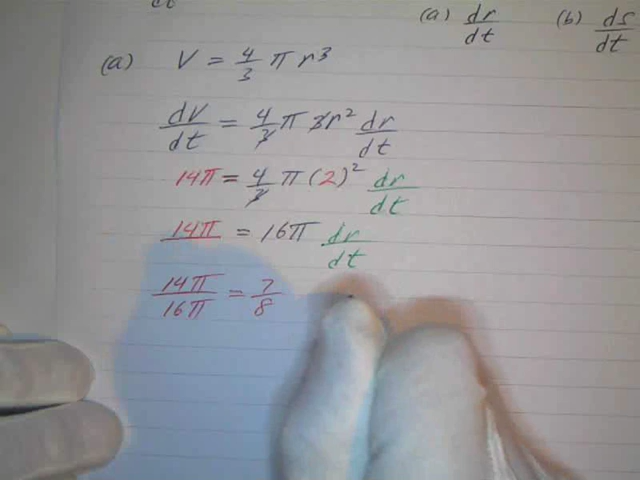 dt
(a) dr/dt (b) ds/dt
(a) V = 4/3 π r³
dV/dt = 4/3 π 3r² dr/dt
14π = 4/3 π (2)² dr/dt
14π = 16π dr/dt
14π/16π = 7/8